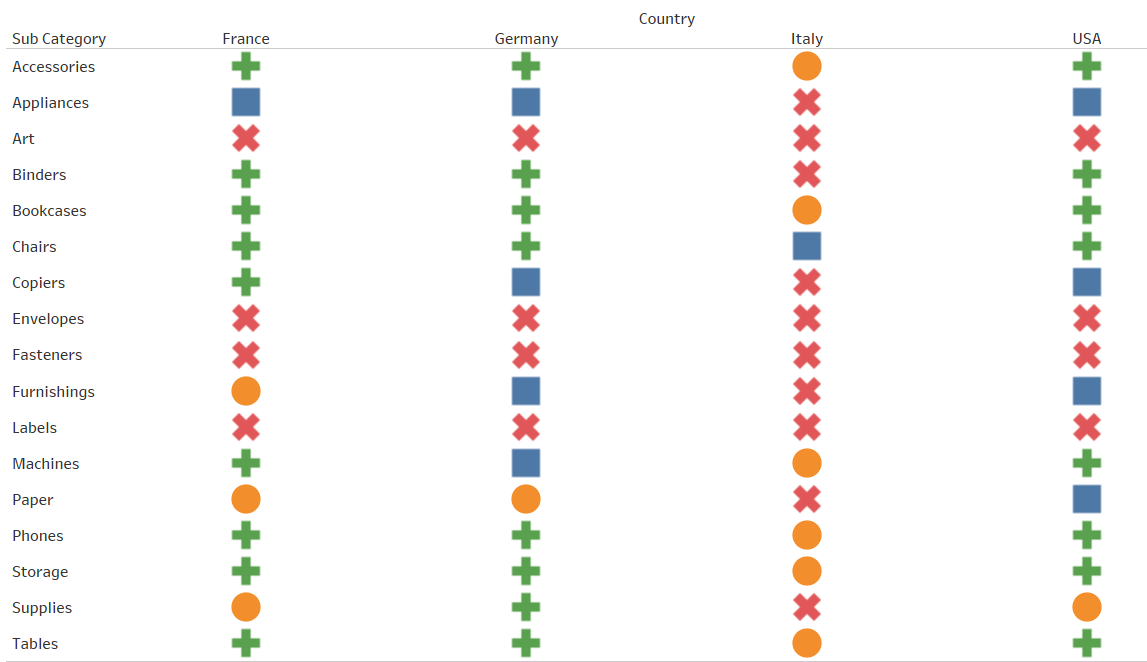 Country
Sub Category France Germany Italy USA
Accessories
Appliances
Art
Binders
Bookcases
Chairs
Copiers
Envelopes
Fasteners
Furnishings
Labels
Machines
Paper
Phones
Storage
Supplies
Tables